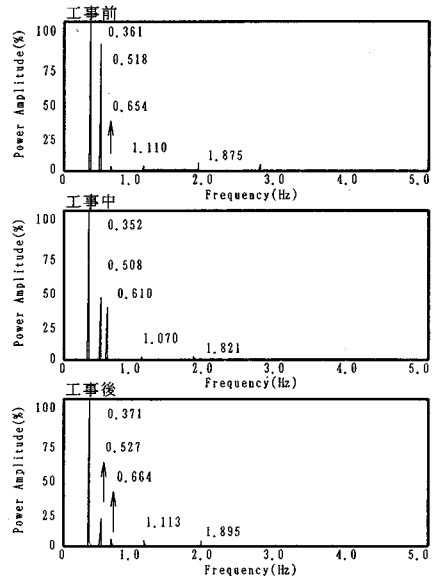 工事前
100
75
50
25
0
Power Amplitude(%)
0.361
0.518
0.654
1.110
1.875
0 1.0 2.0 3.0 4.0 5.0
Frequency(Hz)
工事中
100
75
50
25
0
Power Amplitude(%)
0.352
0.508
0.610
1.070
1.821
0 1.0 2.0 3.0 4.0 5.0
Frequency(Hz)
工事後
100
75
50
25
0
Power Amplitude(%)
0.371
0.527
0.664
1.113
1.895
0 1.0 2.0 3.0 4.0 5.0
Frequency(Hz)